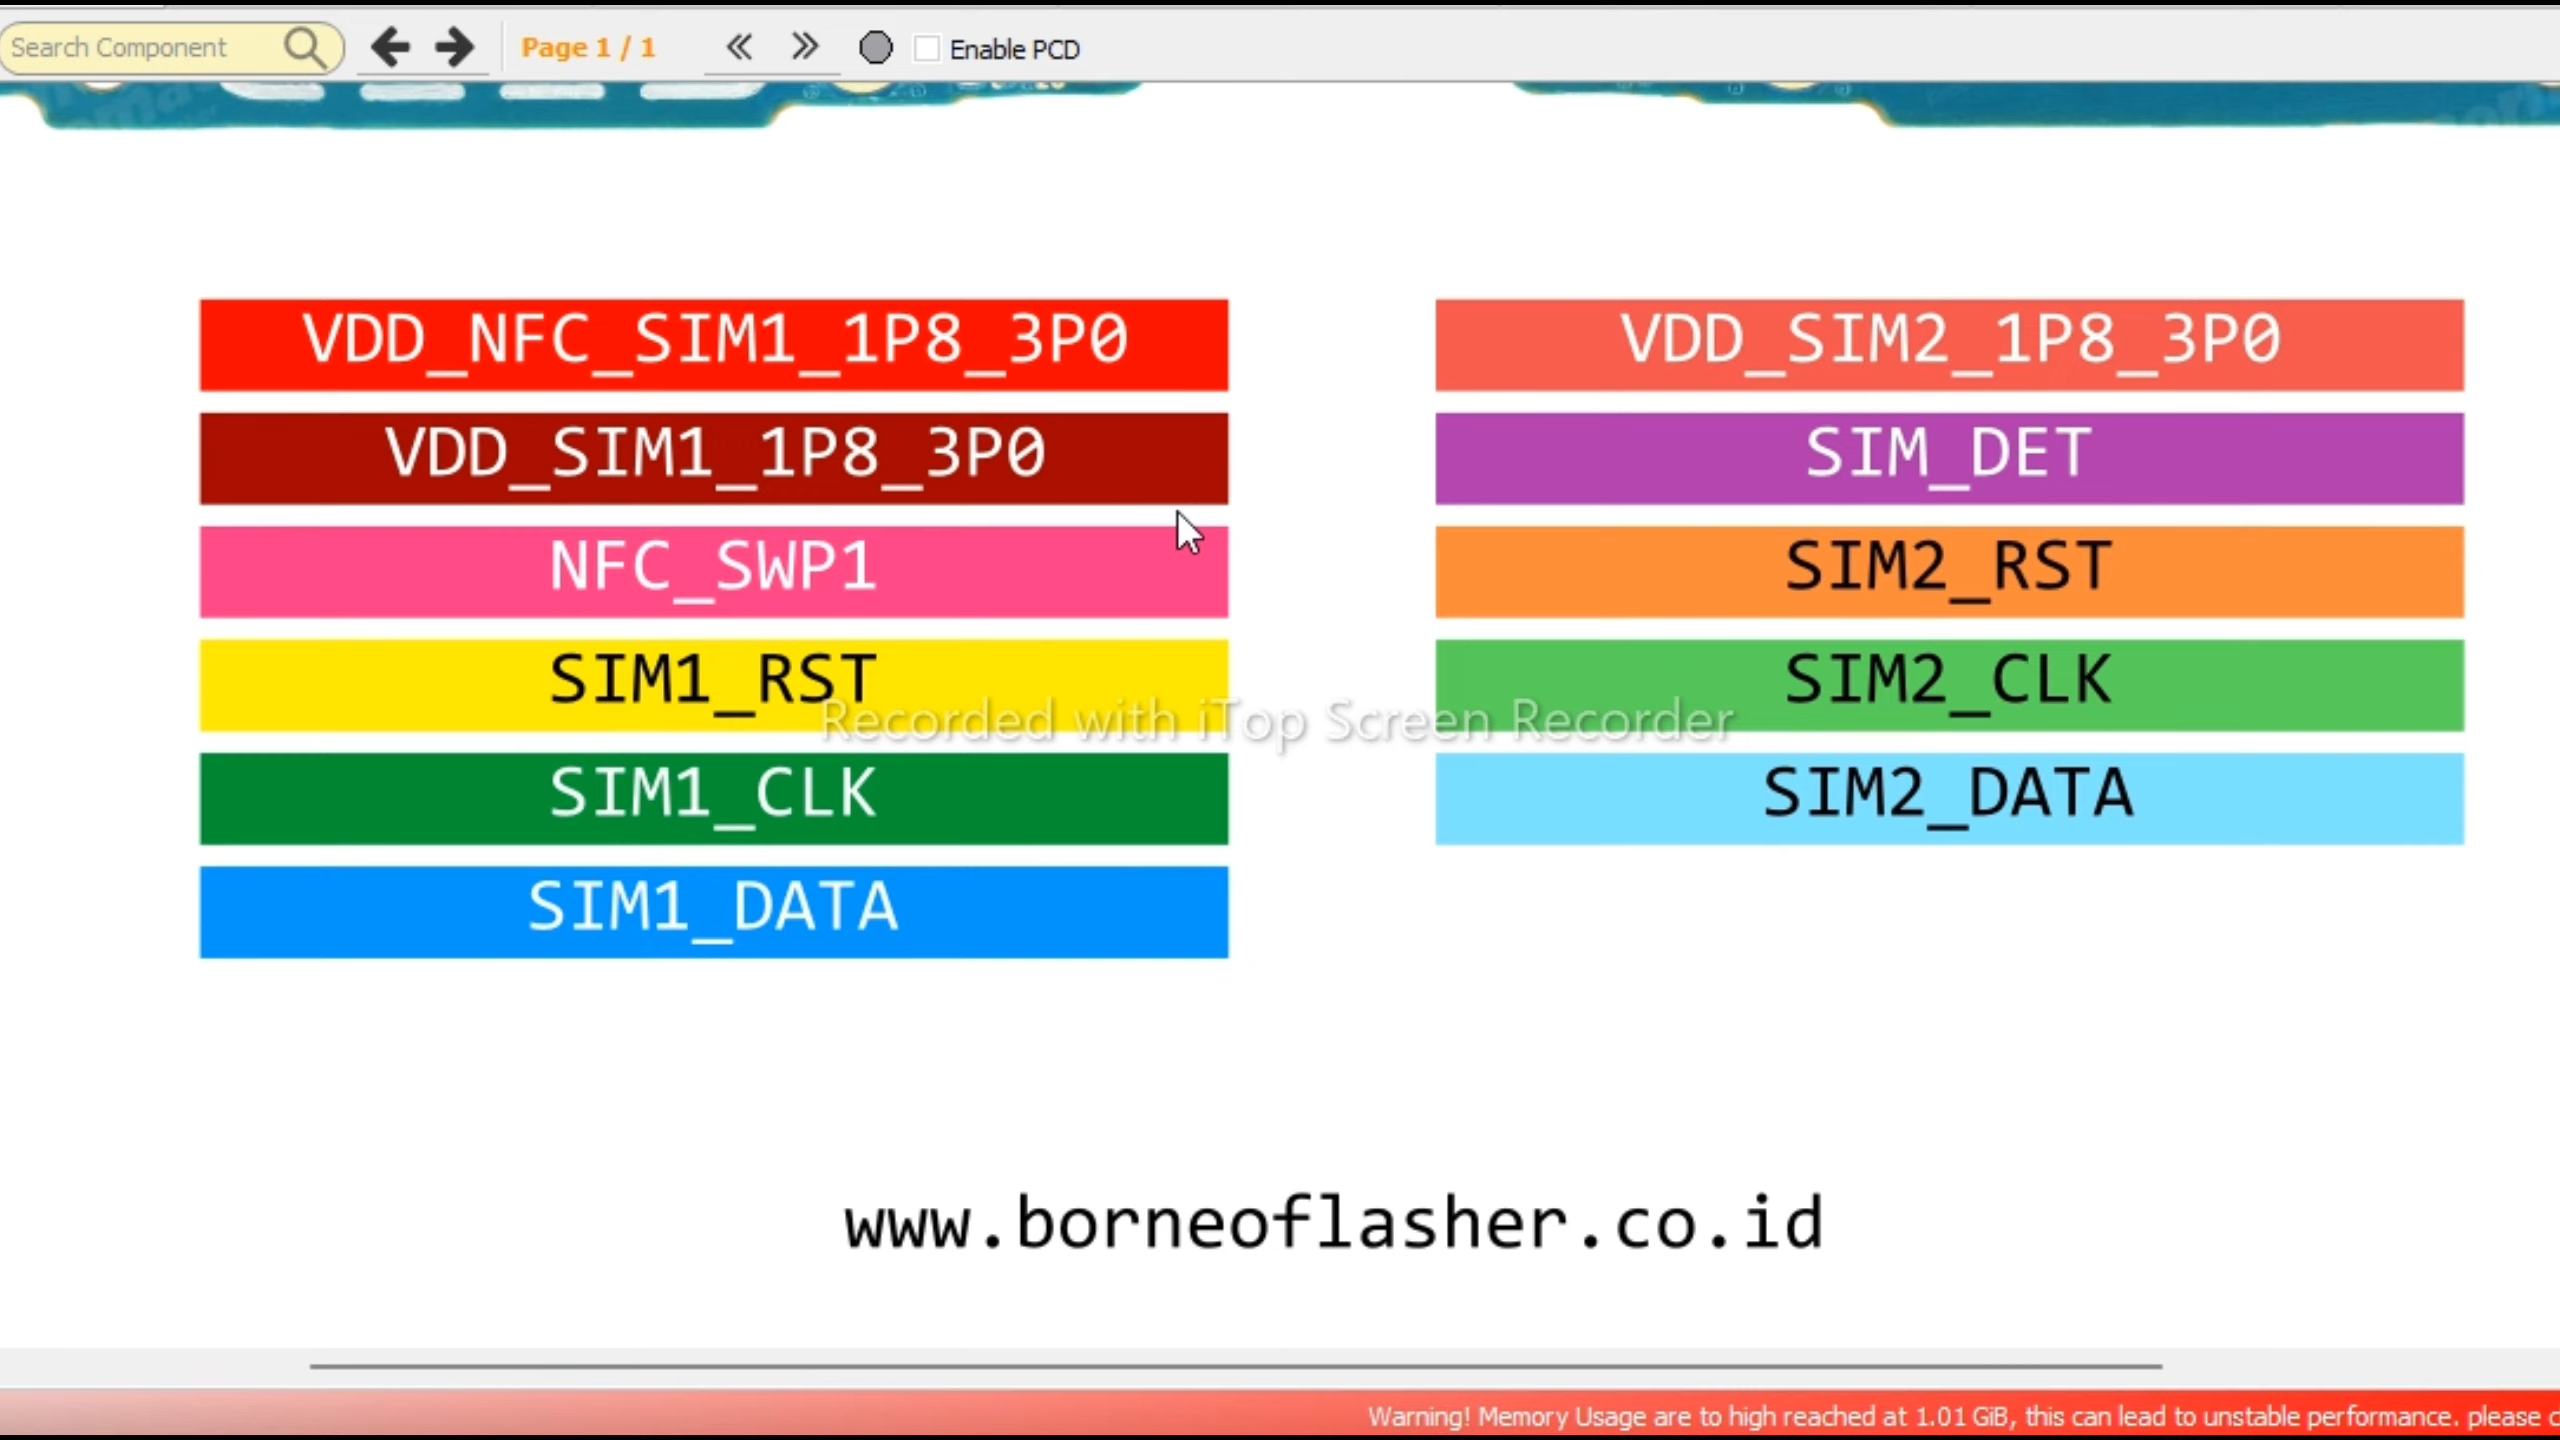 Search Component Page 1 / 1 Enable PCD
VDD_NFC_SIM1_1P8_3P0
VDD_SIM1_1P8_3P0
NFC_SWP1
SIM1_RST
SIM1_CLK
SIM1_DATA
VDD_SIM2_1P8_3P0
SIM_DET
SIM2_RST
SIM2_CLK
SIM2_DATA
Recorded with iTop Screen Recorder
www.borneoflasher.co.id
Warning! Memory Usage are to high reached at 1.01 GiB, this can lead to unstable performance. please